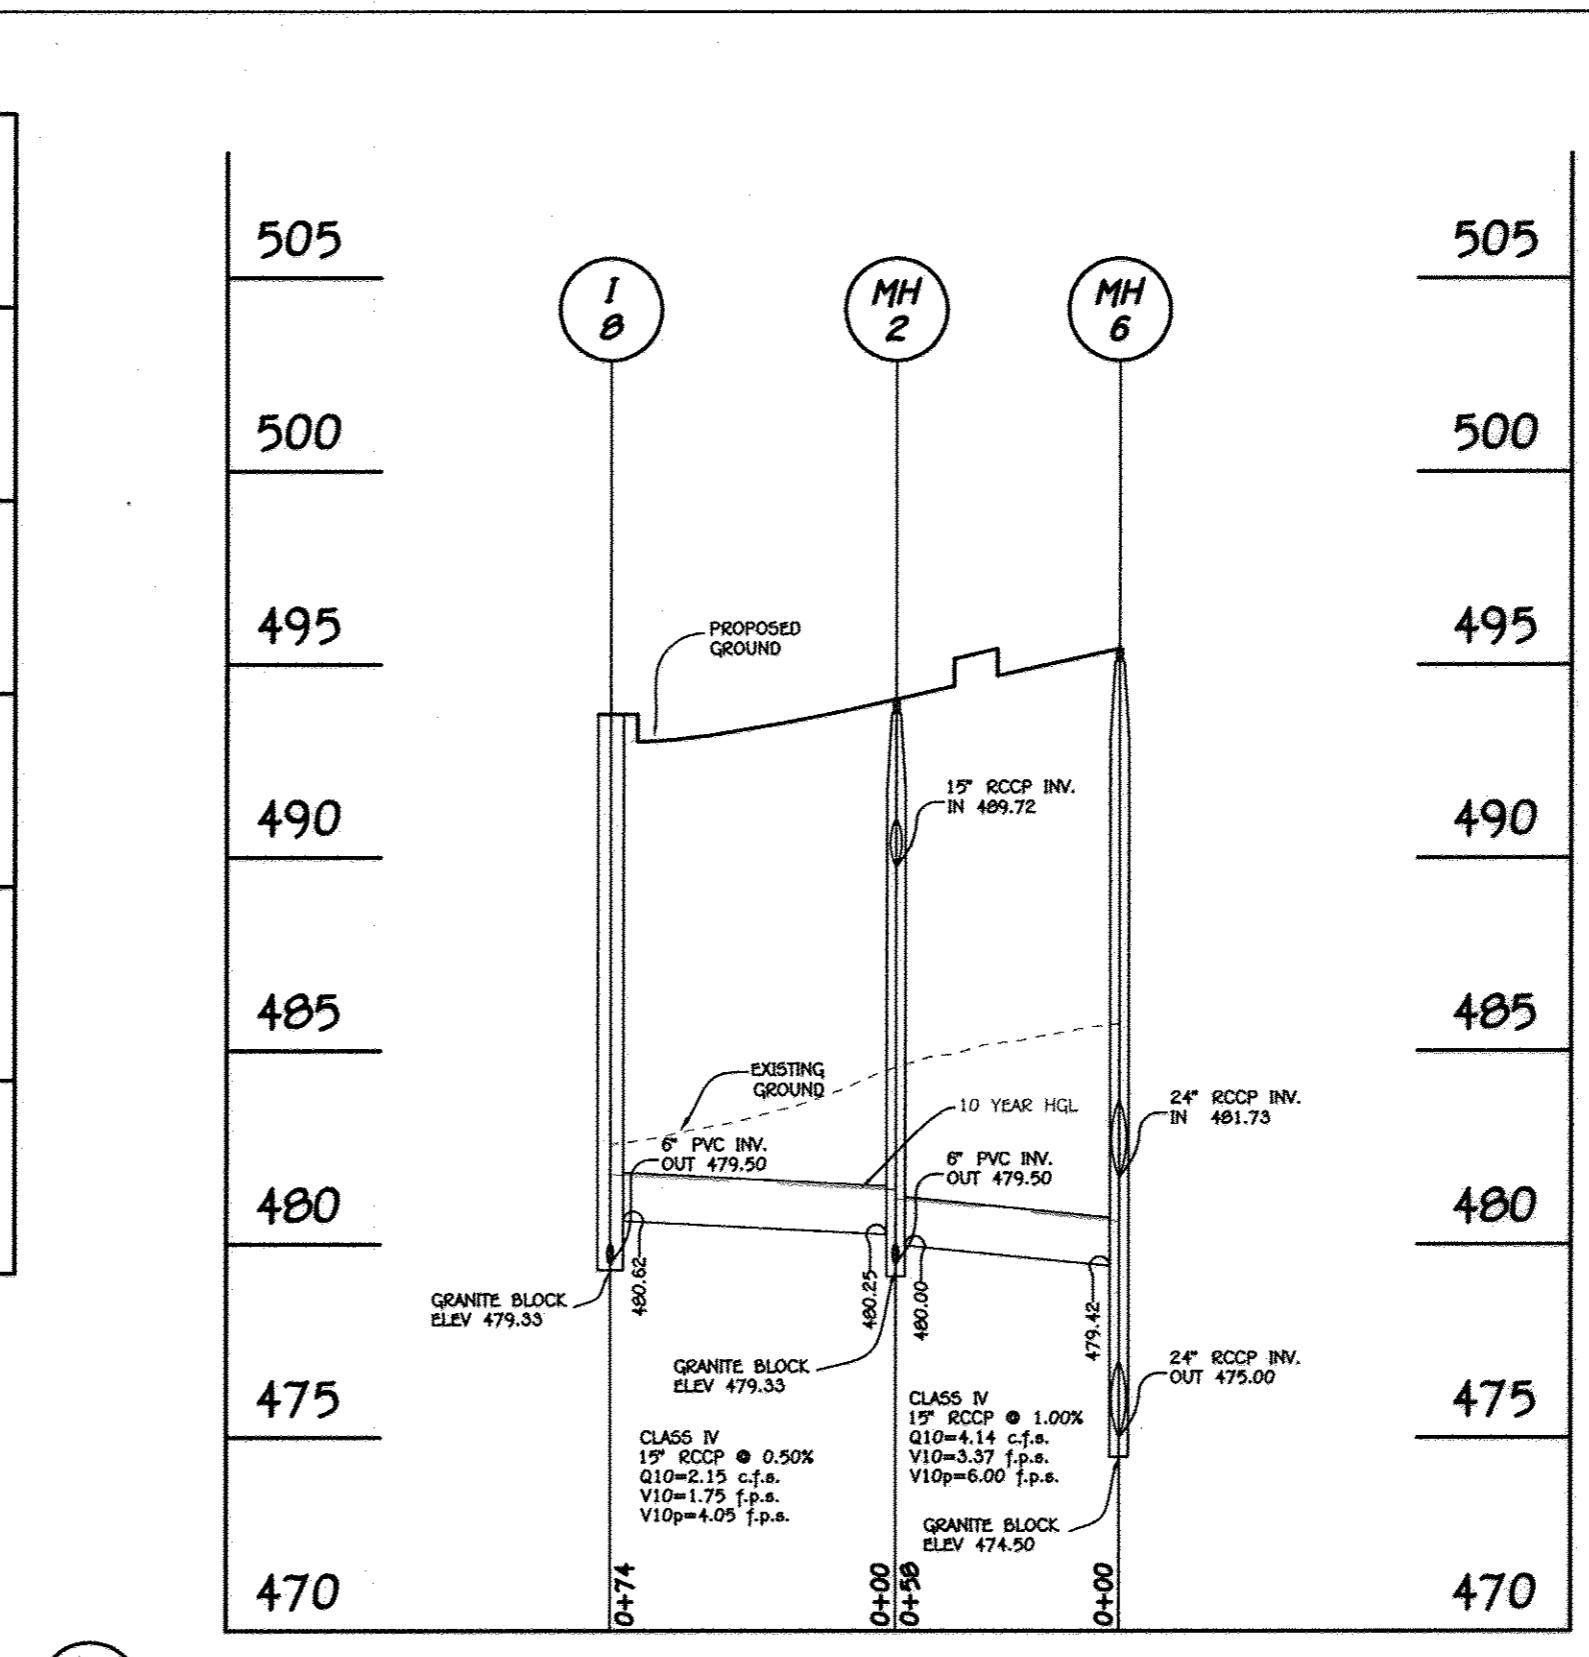 505
505
I
8
MH
2
MH
6
500
500
495
495
PROPOSED
GROUND
490
490
15" RCCP INV.
IN 489.72
485
485
EXISTING
GROUND
10 YEAR HGL
24" RCCP INV.
IN 481.73
6" PVC INV.
OUT 479.50
6" PVC INV.
OUT 479.50
480
480
480.62
480.25
480.00
479.42
GRANITE BLOCK
ELEV 479.33
GRANITE BLOCK
ELEV 479.33
24" RCCP INV.
OUT 475.00
475
475
CLASS IV
15" RCCP @ 0.50%
Q10=2.15 c.f.s.
V10=1.75 f.p.s.
V10p=4.05 f.p.s.
CLASS IV
15" RCCP @ 1.00%
Q10=4.14 c.f.s.
V10=3.37 f.p.s.
V10p=6.00 f.p.s.
GRANITE BLOCK
ELEV 474.50
470
470
0+74
0+00
0+58
0+00